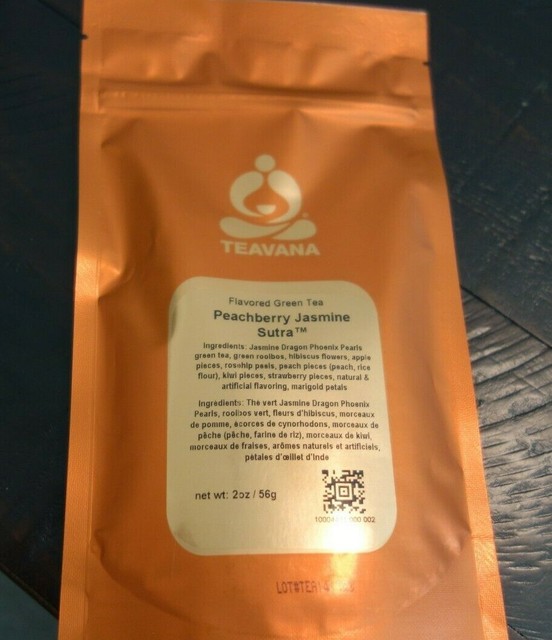 TEAVANA
Flavored Green Tea
Peachberry Jasmine
Sutra™
Ingredients: Jasmine Dragon Phoenix Pearls
green tea, green rooibos, hibiscus flowers, apple
pieces, rosehip peels, peach pieces (peach, rice
flour), kiwi pieces, strawberry pieces, natural &
artificial flavoring, marigold petals
Ingrédients: Thé vert Jasmine Dragon Phoenix
Pearls, rooibos vert, fleurs d'hibiscus, morceaux
de pomme, écorces de cynorhodons, morceaux de
pêche (pêche, farine de riz), morceaux de kiwi,
morceaux de fraises, arômes naturels et artificiels,
pétales d'œillet d'Inde
net wt: 2oz / 56g
000 002